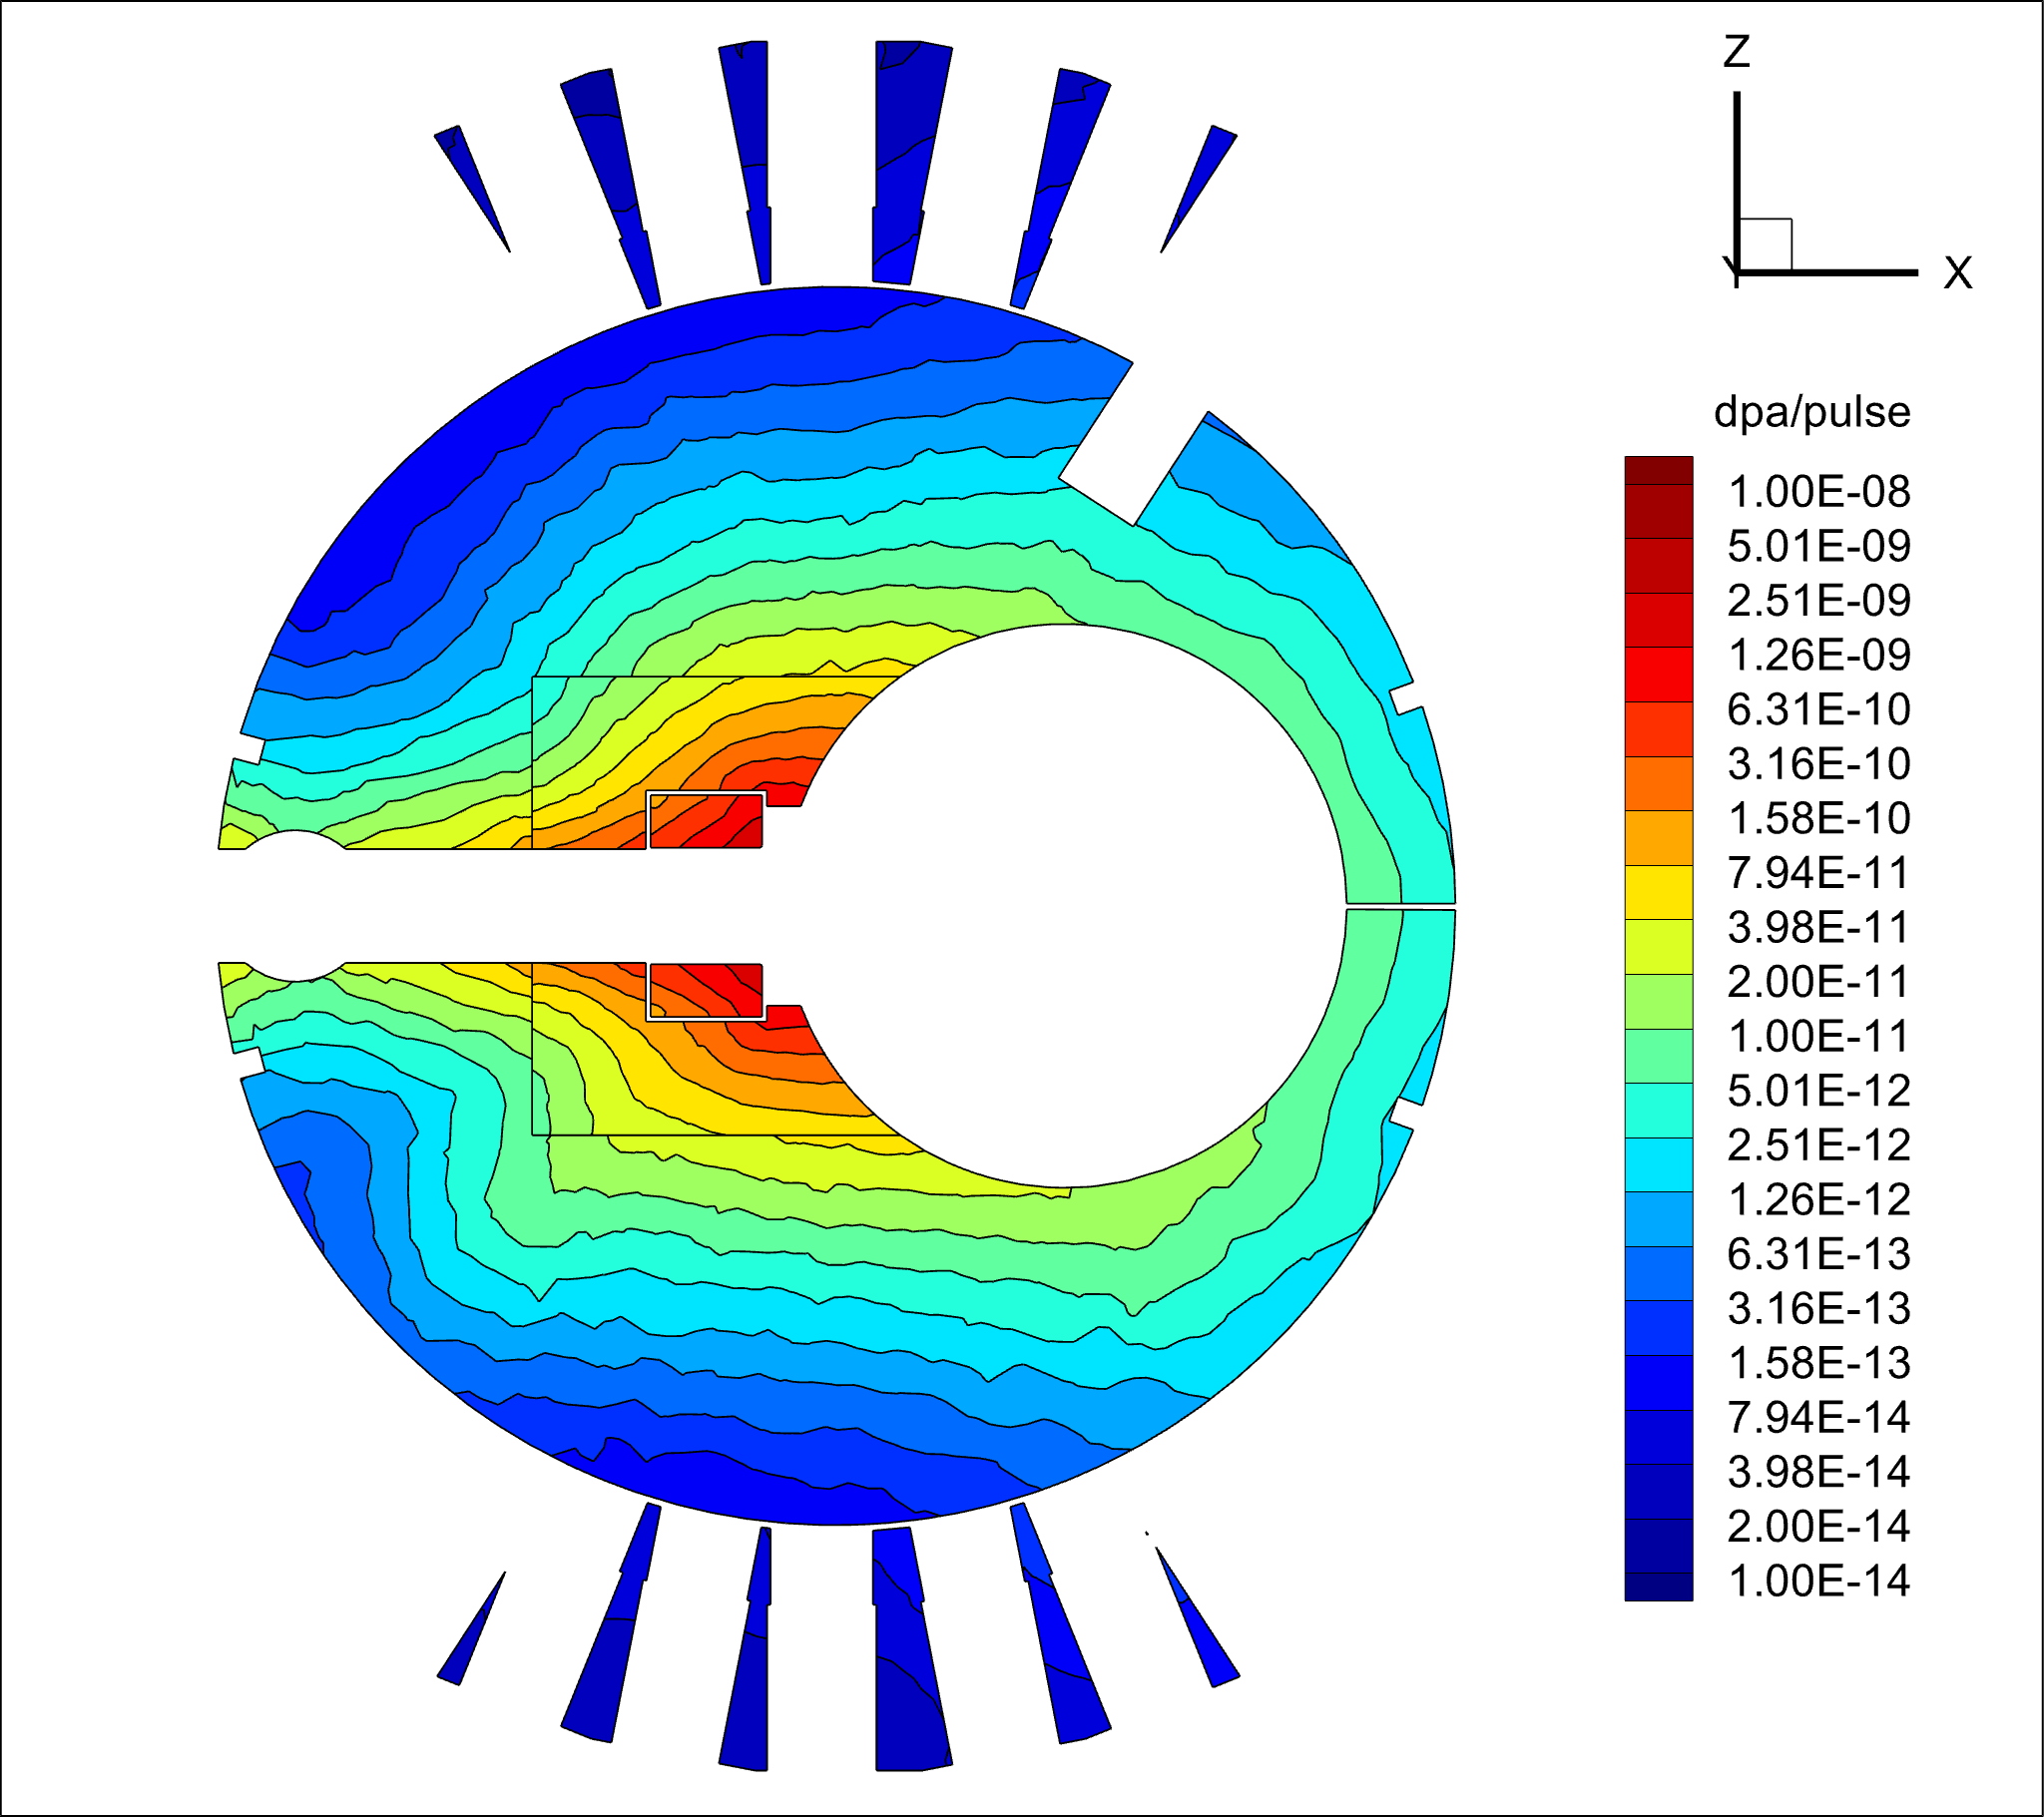 Z
Y
X
dpa/pulse
1.00E-08
5.01E-09
2.51E-09
1.26E-09
6.31E-10
3.16E-10
1.58E-10
7.94E-11
3.98E-11
2.00E-11
1.00E-11
5.01E-12
2.51E-12
1.26E-12
6.31E-13
3.16E-13
1.58E-13
7.94E-14
3.98E-14
2.00E-14
1.00E-14